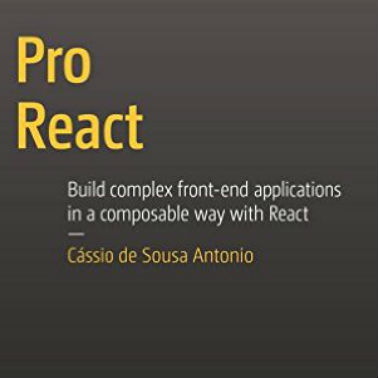 Pro
React
Build complex front-end applications
in a composable way with React
—
Cássio de Sousa Antonio